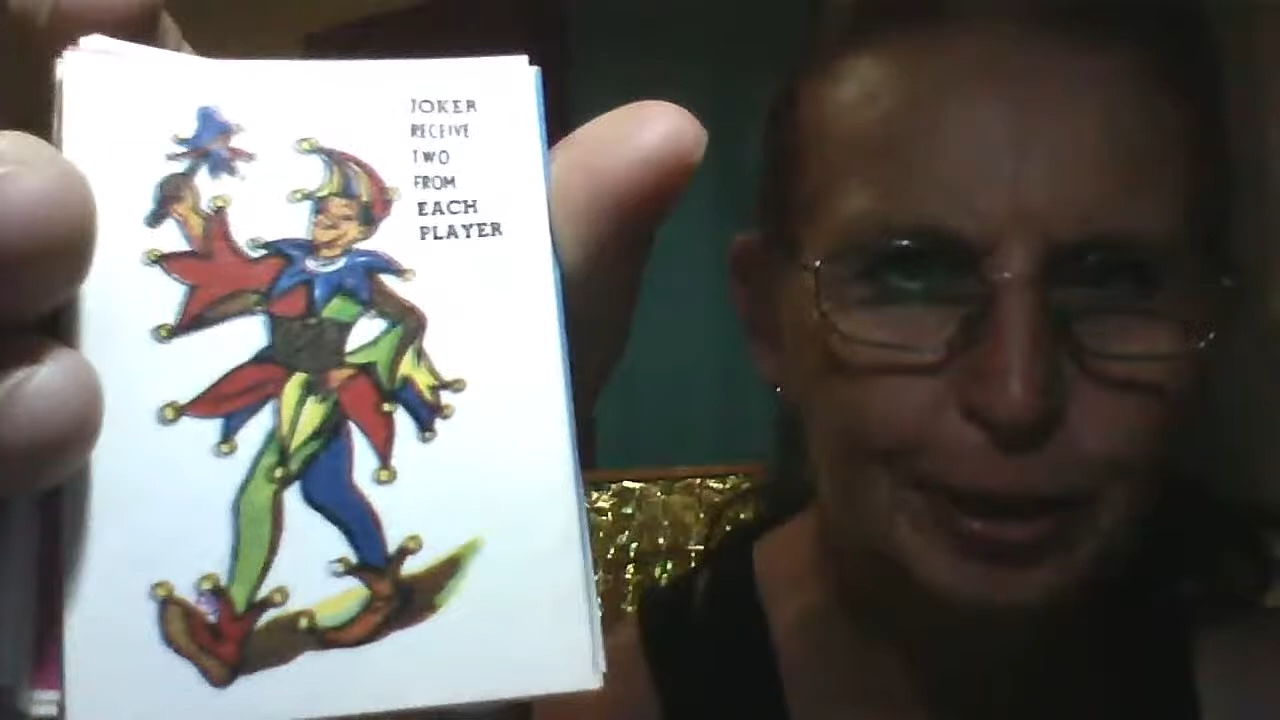 JOKER
RECEIVE
TWO
FROM
EACH
PLAYER